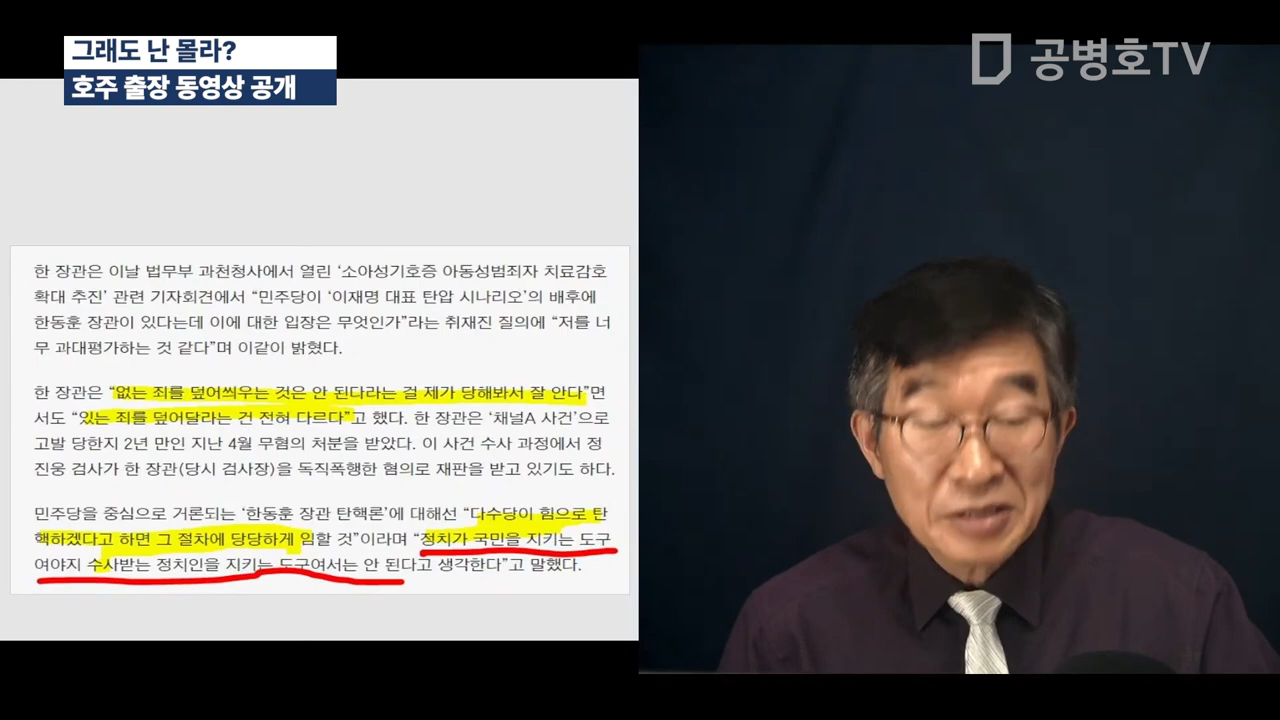 그래도 난 몰라?
호주 출장 동영상 공개
공병호TV
한 장관은 이날 법무부 과천청사에서 열린 ‘소아성기호증 아동성범죄자 치료감호
확대 추진’ 관련 기자회견에서 “민주당이 ‘이재명 대표 탄압 시나리오’의 배후에
한동훈 장관이 있다는데 이에 대한 입장은 무엇인가”라는 취재진 질의에 “저를 너
무 과대평가하는 것 같다”며 이같이 밝혔다.
한 장관은 “없는 죄를 덮어씌우는 것은 안 된다라는 걸 제가 당해봐서 잘 안다”면
서도 “있는 죄를 덮어달라는 건 전혀 다르다”고 했다. 한 장관은 ‘채널A 사건’으로
고발 당한지 2년 만인 지난 4월 무혐의 처분을 받았다. 이 사건 수사 과정에서 정
진웅 검사가 한 장관(당시 검사장)을 독직폭행한 혐의로 재판을 받고 있기도 하다.
민주당을 중심으로 거론되는 ‘한동훈 장관 탄핵론’에 대해선 “다수당이 힘으로 탄
핵하겠다고 하면 그 절차에 당당하게 임할 것”이라며 “정치가 국민을 지키는 도구
여야지 수사받는 정치인을 지키는 도구여서는 안 된다고 생각한다”고 말했다.